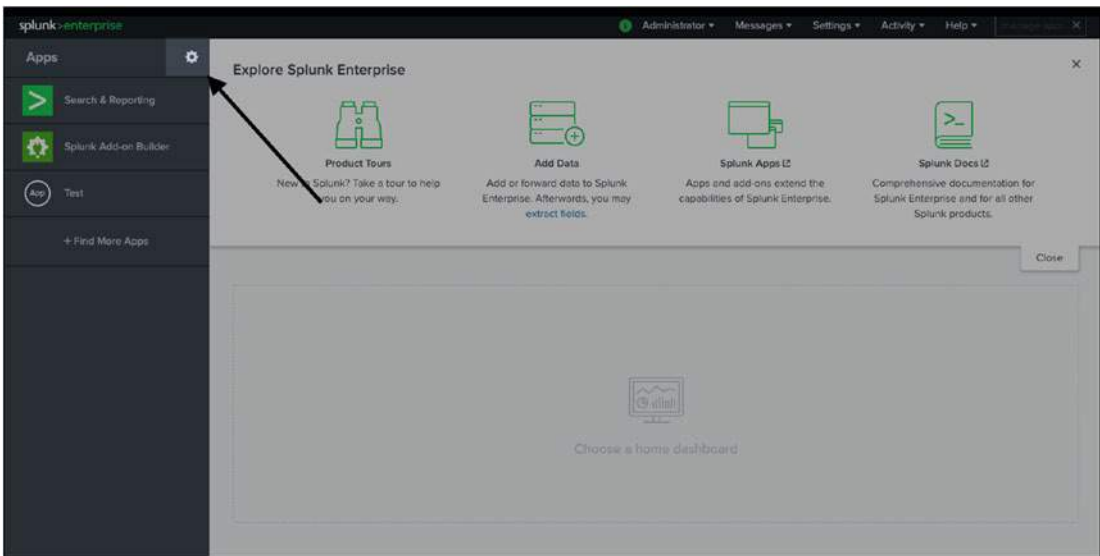 splunk>enterprise
Administrator
Messages
Settings
Activity
Help
Apps
Search & Reporting
Splunk Add-on Builder
App
Test
+ Find More Apps
Explore Splunk Enterprise
Product Tours
New to Splunk? Take a tour to help
you on your way.
Add Data
Add or forward data to Splunk
Enterprise. Afterwards, you may
extract fields.
Splunk Apps
Apps and add-ons extend the
capabilities of Splunk Enterprise.
Splunk Docs
Comprehensive documentation for
Splunk Enterprise and for all other
Splunk products.
Close
Choose a home dashboard